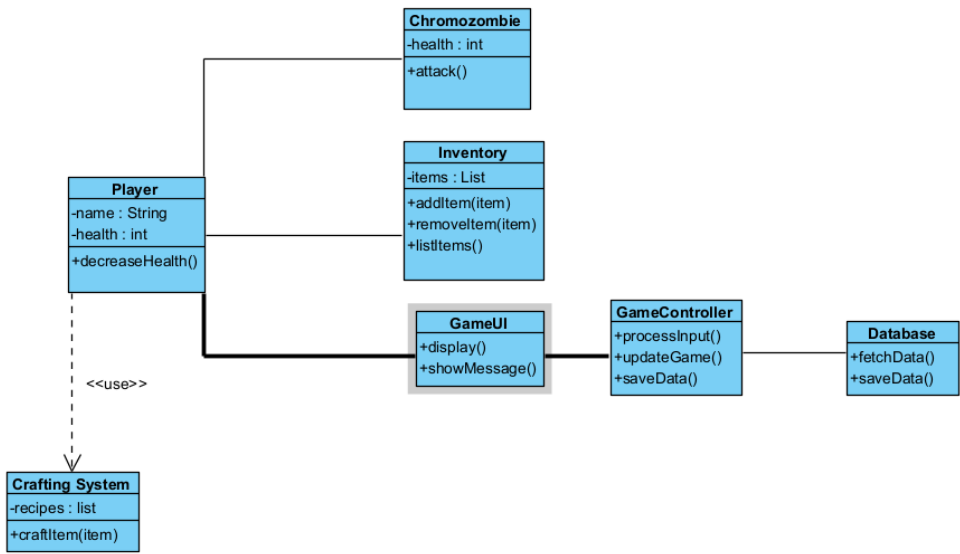 Chromozombie
-health : int
+attack()
Inventory
-items : List
+addItem(item)
+removeItem(item)
+listItems()
Player
-name : String
-health : int
+decreaseHealth()
GameUI
+display()
+showMessage()
GameController
+processInput()
+updateGame()
+saveData()
Database
+fetchData()
+saveData()
<<use>>
Crafting System
-recipes : list
+craftItem(item)